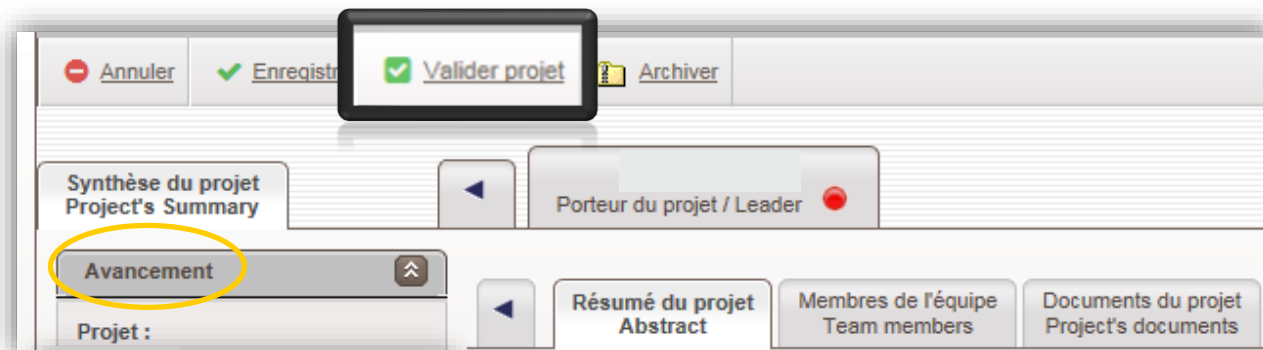 Annuler
Enregistr
Valider projet
Archiver
Synthèse du projet
Project's Summary
Porteur du projet / Leader
Avancement
Projet :
Résumé du projet
Abstract
Membres de l'équipe
Team members
Documents du projet
Project's documents